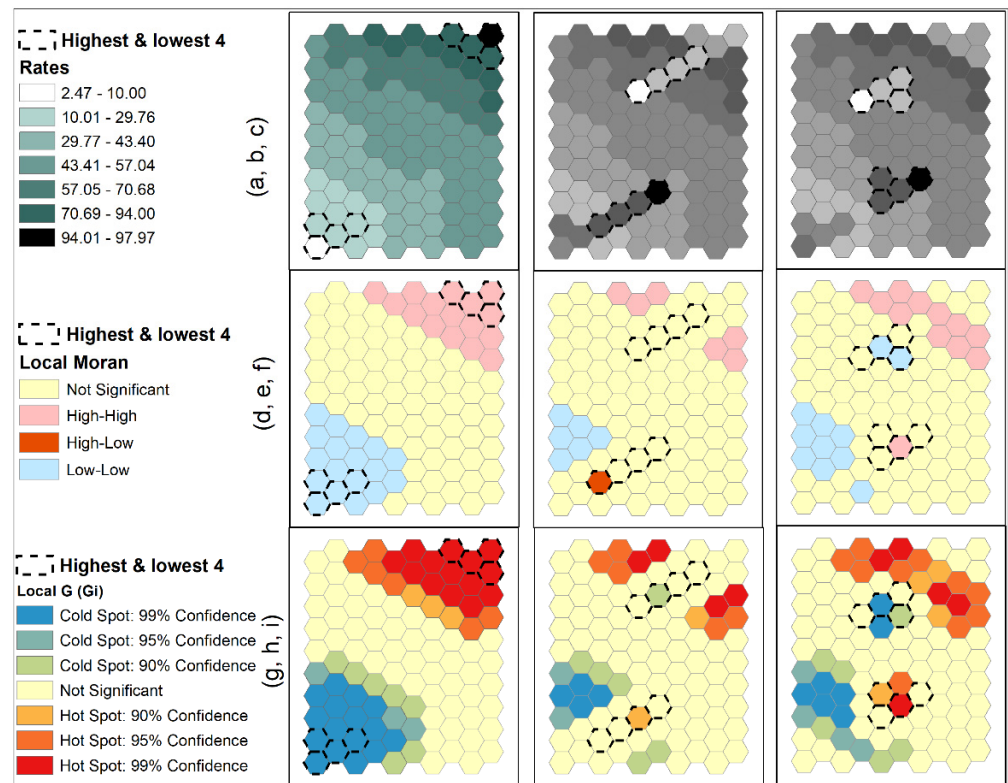 Highest & lowest 4
Rates
2.47 - 10.00
10.01 - 29.76
29.77 - 43.40
43.41 - 57.04
57.05 - 70.68
70.69 - 94.00
94.01 - 97.97
(a, b, c)
Highest & lowest 4
Local Moran
Not Significant
High-High
High-Low
Low-Low
(d, e, f)
Highest & lowest 4
Local G (Gi)
Cold Spot: 99% Confidence
Cold Spot: 95% Confidence
Cold Spot: 90% Confidence
Not Significant
Hot Spot: 90% Confidence
Hot Spot: 95% Confidence
Hot Spot: 99% Confidence
(g, h, i)